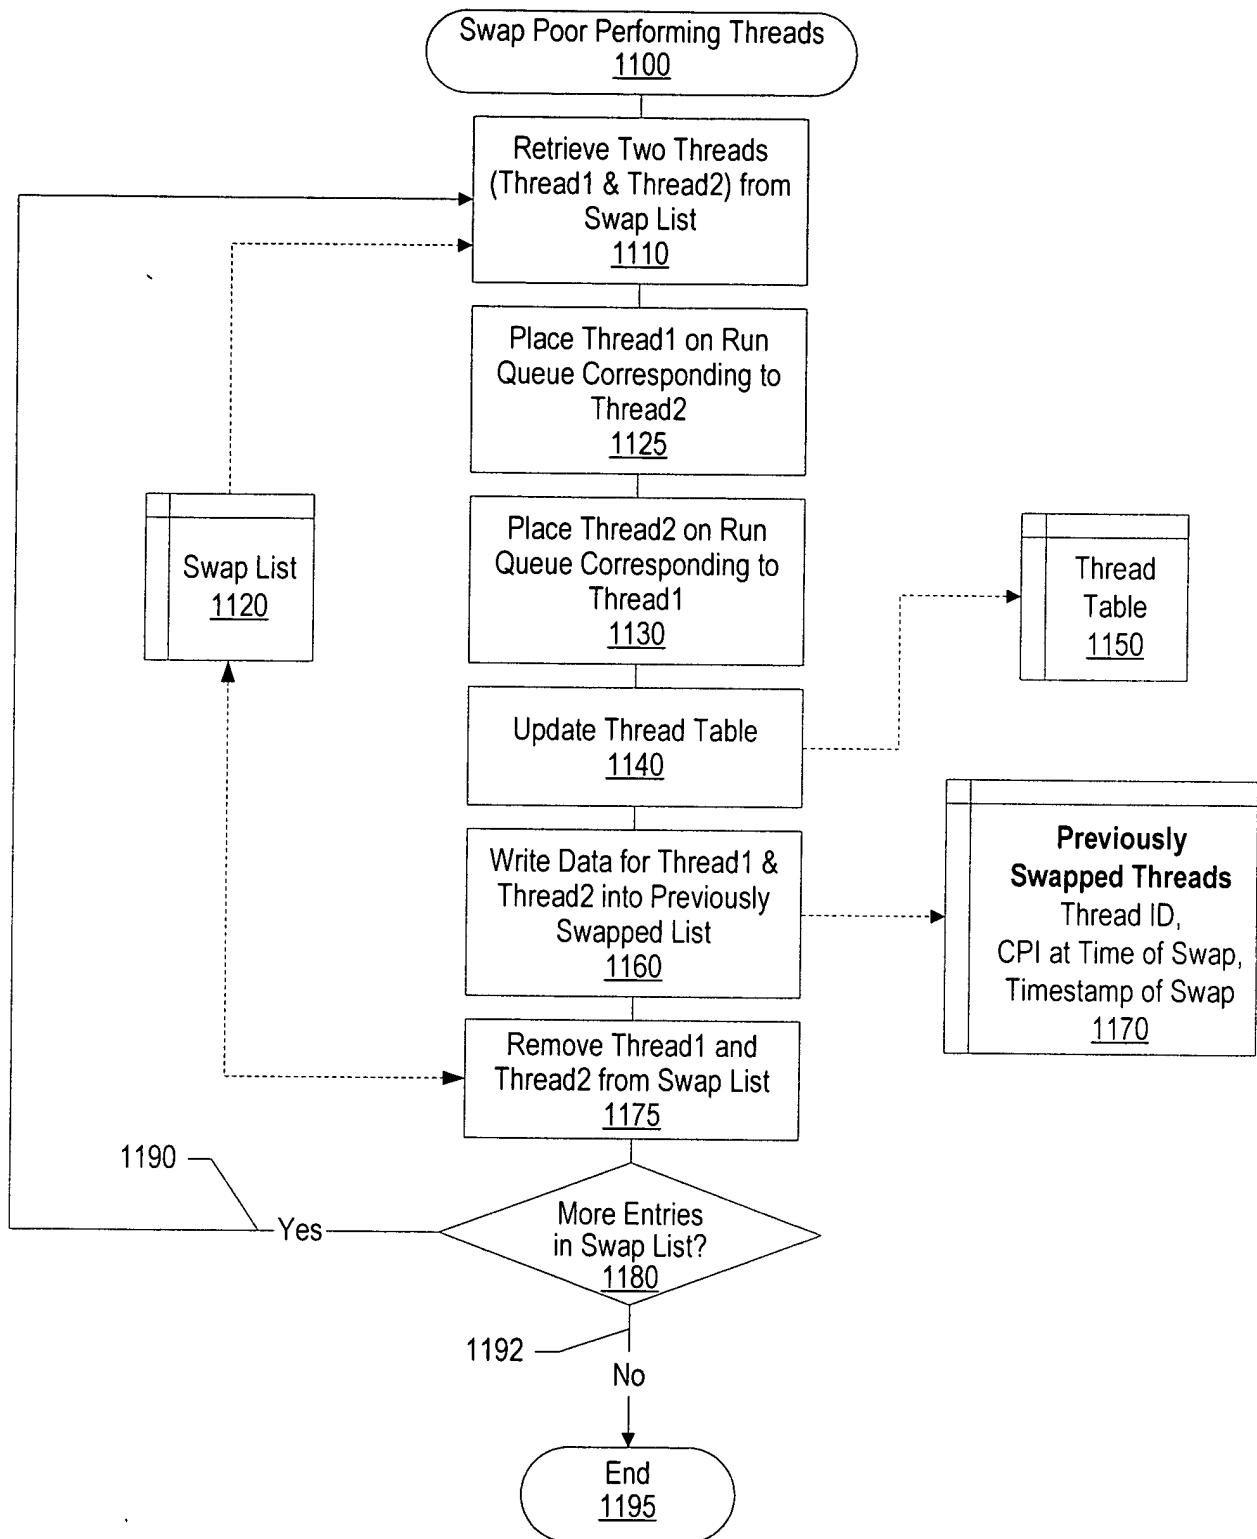 Swap Poor Performing Threads
1100
Retrieve Two Threads
(Thread1 & Thread2) from
Swap List
1110
Place Thread1 on Run
Queue Corresponding to
Thread2
1125
Place Thread2 on Run
Queue Corresponding to
Thread1
1130
Swap List
1120
Thread
Table
1150
Update Thread Table
1140
Write Data for Thread1 &
Thread2 into Previously
Swapped List
1160
Previously
Swapped Threads
Thread ID,
CPI at Time of Swap,
Timestamp of Swap
1170
Remove Thread1 and
Thread2 from Swap List
1175
1190
Yes
More Entries
in Swap List?
1180
1192
No
End
1195